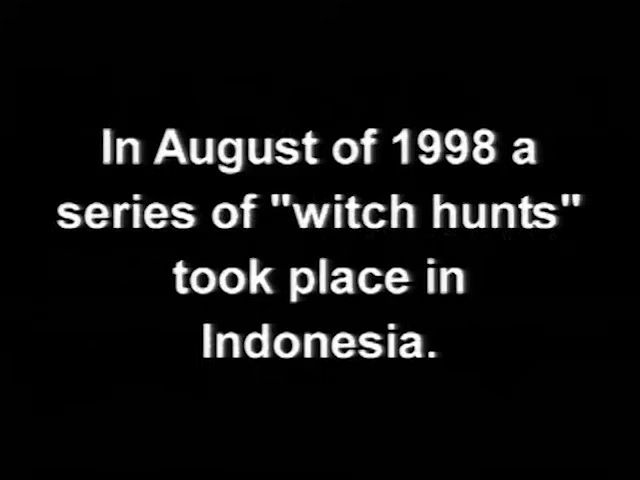 In August of 1998 a
series of "witch hunts"
took place in
Indonesia.